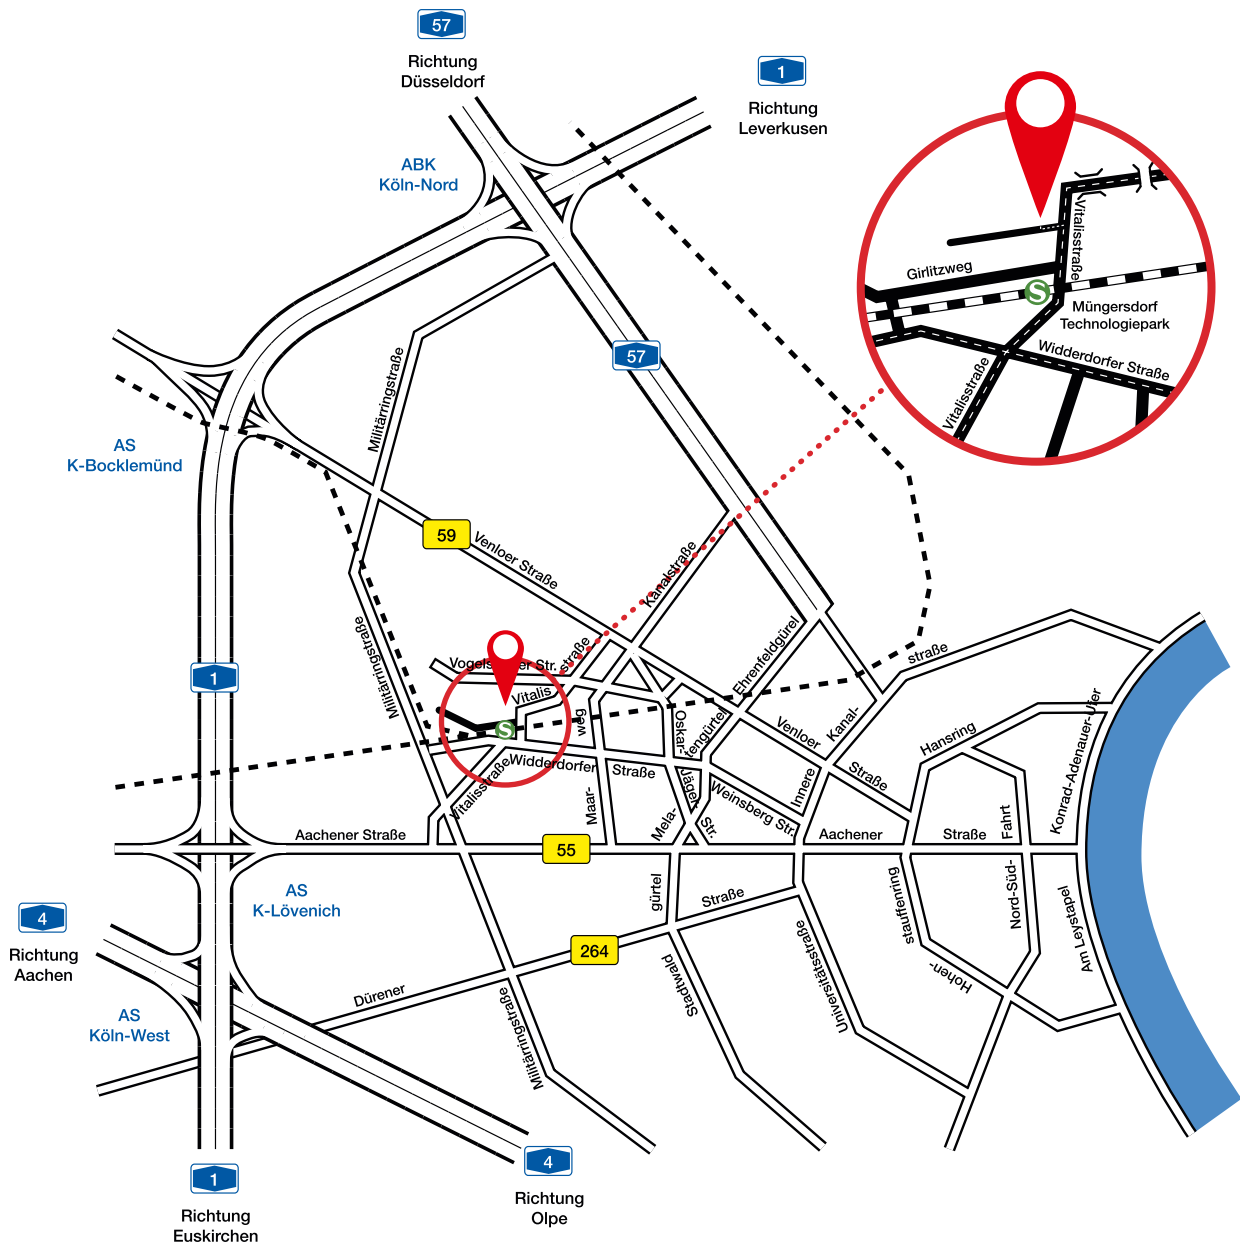 57
Richtung
Düsseldorf
1
Richtung
Leverkusen
ABK
Köln-Nord
Vitalisstraße
Girlitzweg
S
Müngersdorf
Technologiepark
Widderdorfer Straße
Vitalisstraße
57
Militärringstraße
AS
K-Bocklemünd
59
Venloer Straße
Kanalstraße
Militärringstraße
Ehrenfeldgürel
straße
straße
Str.
Vitalis
1
S
weg
Oskar-
tengürtel
Venloer
Kanal-
Hansring
Konrad-Adenauer-Ufer
Widderdorfer
Straße
Straße
Vitalisstraße
Jäger-
Str.
Weinsberg Str.
Innere
Maar-
Mela-
Fahrt
Aachener Straße
55
Aachener
Straße
AS
K-Lövenich
gürtel
Straße
stauffenring
Nord-Süd-
Am Leystapel
4
Richtung
Aachen
264
Dürener
Stadtwald
Universitätsstraße
Hohen-
AS
Köln-West
Militärringstraße
4
Richtung
Olpe
1
Richtung
Euskirchen